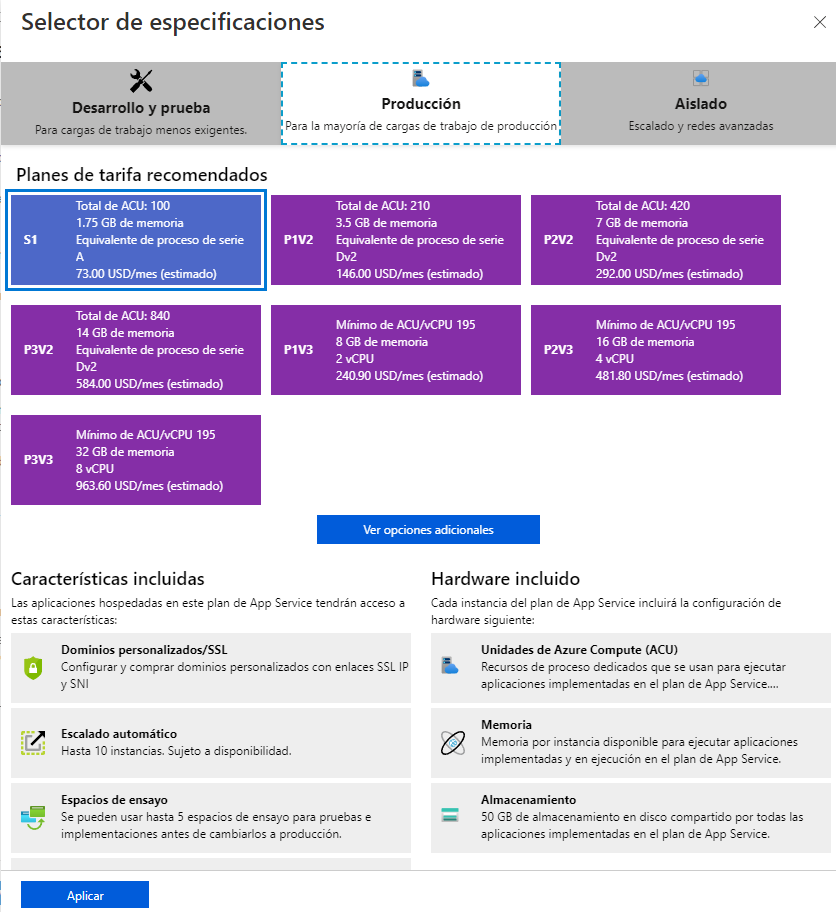 Selector de especificaciones
Desarrollo y prueba
Para cargas de trabajo menos exigentes.
Producción
Para la mayoría de cargas de trabajo de producción
Aislado
Escalado y redes avanzadas
Planes de tarifa recomendados
S1
Total de ACU: 100
1.75 GB de memoria
Equivalente de proceso de serie
A
73.00 USD/mes (estimado)
P1V2
Total de ACU: 210
3.5 GB de memoria
Equivalente de proceso de serie
Dv2
146.00 USD/mes (estimado)
P2V2
Total de ACU: 420
7 GB de memoria
Equivalente de proceso de serie
Dv2
292.00 USD/mes (estimado)
P3V2
Total de ACU: 840
14 GB de memoria
Equivalente de proceso de serie
Dv2
584.00 USD/mes (estimado)
P1V3
Mínimo de ACU/vCPU 195
8 GB de memoria
2 vCPU
240.90 USD/mes (estimado)
P2V3
Mínimo de ACU/vCPU 195
16 GB de memoria
4 vCPU
481.80 USD/mes (estimado)
P3V3
Mínimo de ACU/vCPU 195
32 GB de memoria
8 vCPU
963.60 USD/mes (estimado)
Ver opciones adicionales
Características incluidas
Las aplicaciones hospedadas en este plan de App Service tendrán acceso a
estas características:
Dominios personalizados/SSL
Configurar y comprar dominios personalizados con enlaces SSL IP
y SNI
Escalado automático
Hasta 10 instancias. Sujeto a disponibilidad.
Espacios de ensayo
Se pueden usar hasta 5 espacios de ensayo para pruebas e
implementaciones antes de cambiarlos a producción.
Hardware incluido
Cada instancia del plan de App Service incluirá la configuración de
hardware siguiente:
Unidades de Azure Compute (ACU)
Recursos de proceso dedicados que se usan para ejecutar
aplicaciones implementadas en el plan de App Service....
Memoria
Memoria por instancia disponible para ejecutar aplicaciones
implementadas y en ejecución en el plan de App Service.
Almacenamiento
50 GB de almacenamiento en disco compartido por todas las
aplicaciones implementadas en el plan de App Service.
Aplicar